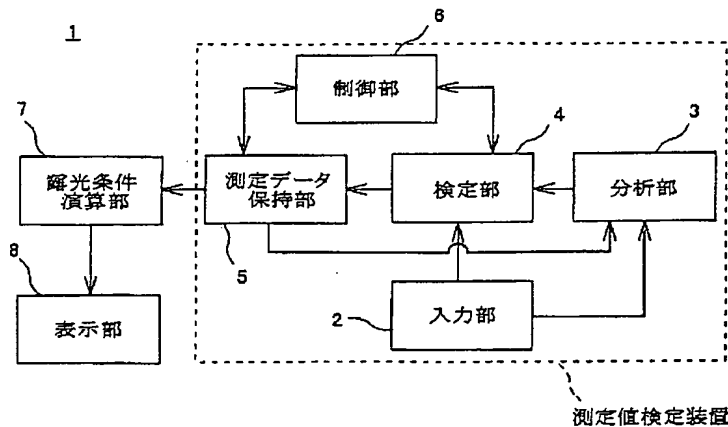 1
6
制御部
7
4
3
露光条件
演算部
測定データ
保持部
検定部
分析部
8
5
表示部
2
入力部
測定値検定装置